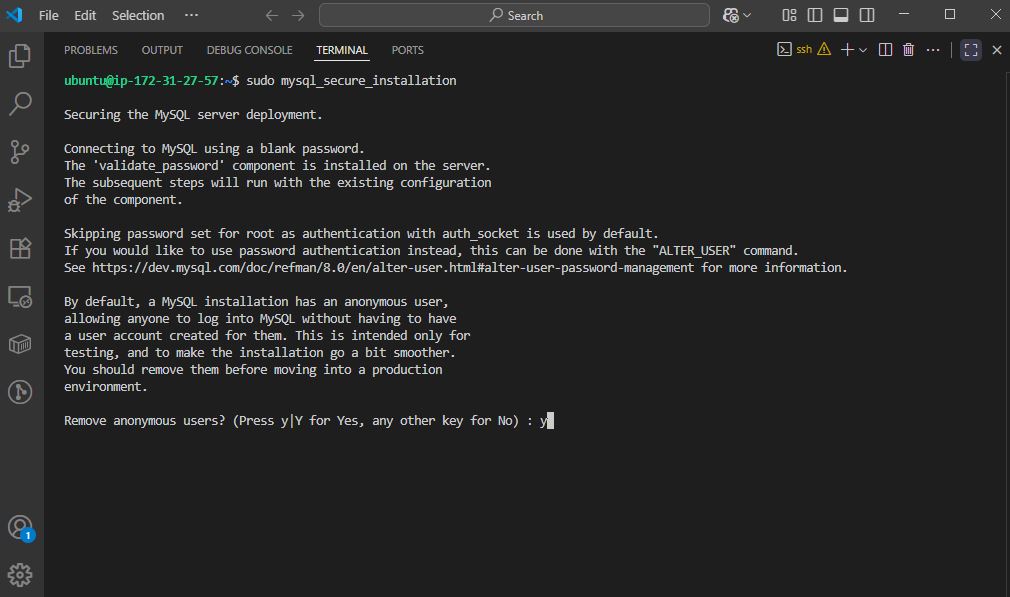 File Edit Selection ··· Search
PROBLEMS OUTPUT DEBUG CONSOLE TERMINAL PORTS ssh
ubuntu@ip-172-31-27-57:~$ sudo mysql_secure_installation
Securing the MySQL server deployment.
Connecting to MySQL using a blank password.
The 'validate_password' component is installed on the server.
The subsequent steps will run with the existing configuration
of the component.
Skipping password set for root as authentication with auth_socket is used by default.
If you would like to use password authentication instead, this can be done with the "ALTER_USER" command.
See https://dev.mysql.com/doc/refman/8.0/en/alter-user.html#alter-user-password-management for more information.
By default, a MySQL installation has an anonymous user,
allowing anyone to log into MySQL without having to have
a user account created for them. This is intended only for
testing, and to make the installation go a bit smoother.
You should remove them before moving into a production
environment.
Remove anonymous users? (Press y|Y for Yes, any other key for No) : y
1